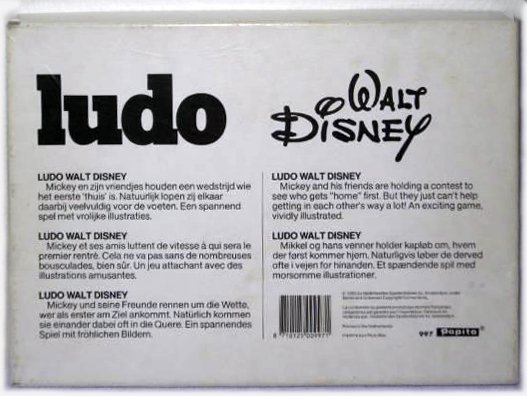 ludo
WALT
DISNEY
LUDO WALT DISNEY
Mickey en zijn vriendjes houden een wedstrijd wie
het eerste 'thuis' is. Natuurlijk lopen zij elkaar
daarbij veelvuldig voor de voeten. Een spannend
spel met vrolijke illustraties.
LUDO WALT DISNEY
Mickey et ses amis luttent de vitesse à qui sera le
premier rentré. Cela ne va pas sans de nombreuses
bousculades, bien sûr. Un jeu attachant avec des
illustrations amusantes.
LUDO WALT DISNEY
Mickey und seine Freunde rennen um die Wette,
wer als erster am Ziel ankommt. Natürlich kommen
sie einander dabei oft in die Quere. Ein spannendes
Spiel mit fröhlichen Bildern.
LUDO WALT DISNEY
Mickey and his friends are holding a contest to
see who gets "home" first. But they just can't help
getting in each other's way a lot! An exciting game,
vividly illustrated.
LUDO WALT DISNEY
Mikkel og hans venner holder kapløb om, hvem
der først kommer hjem. Naturligvis løber de derved
ofte i vejen for hinanden. Et spændende spil med
morsomme illustrationer.
Printed in the Netherlands
997 Papita